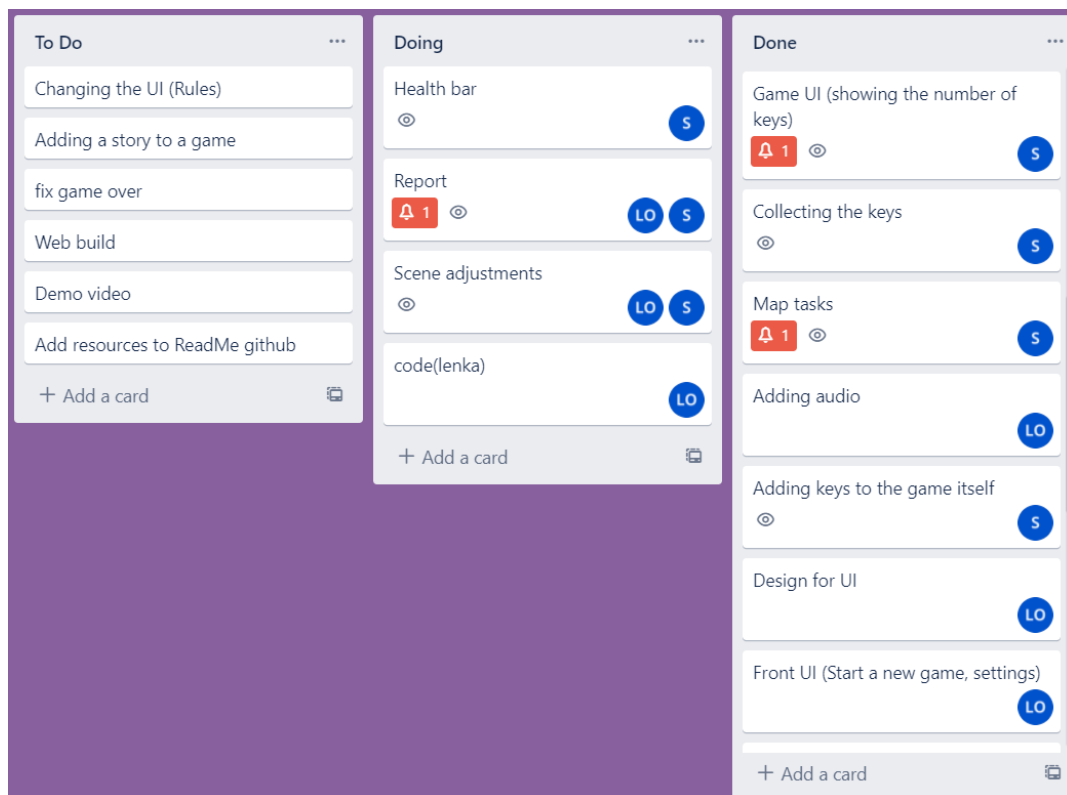 To Do
Changing the UI (Rules)
Adding a story to a game
fix game over
Web build
Demo video
Add resources to ReadMe github
+ Add a card
Doing
Health bar
S
Report
1
LO S
Scene adjustments
LO S
code(lenka)
LO
+ Add a card
Done
Game UI (showing the number of
keys)
1
S
Collecting the keys
S
Map tasks
1
S
Adding audio
LO
Adding keys to the game itself
S
Design for UI
LO
Front UI (Start a new game, settings)
LO
+ Add a card